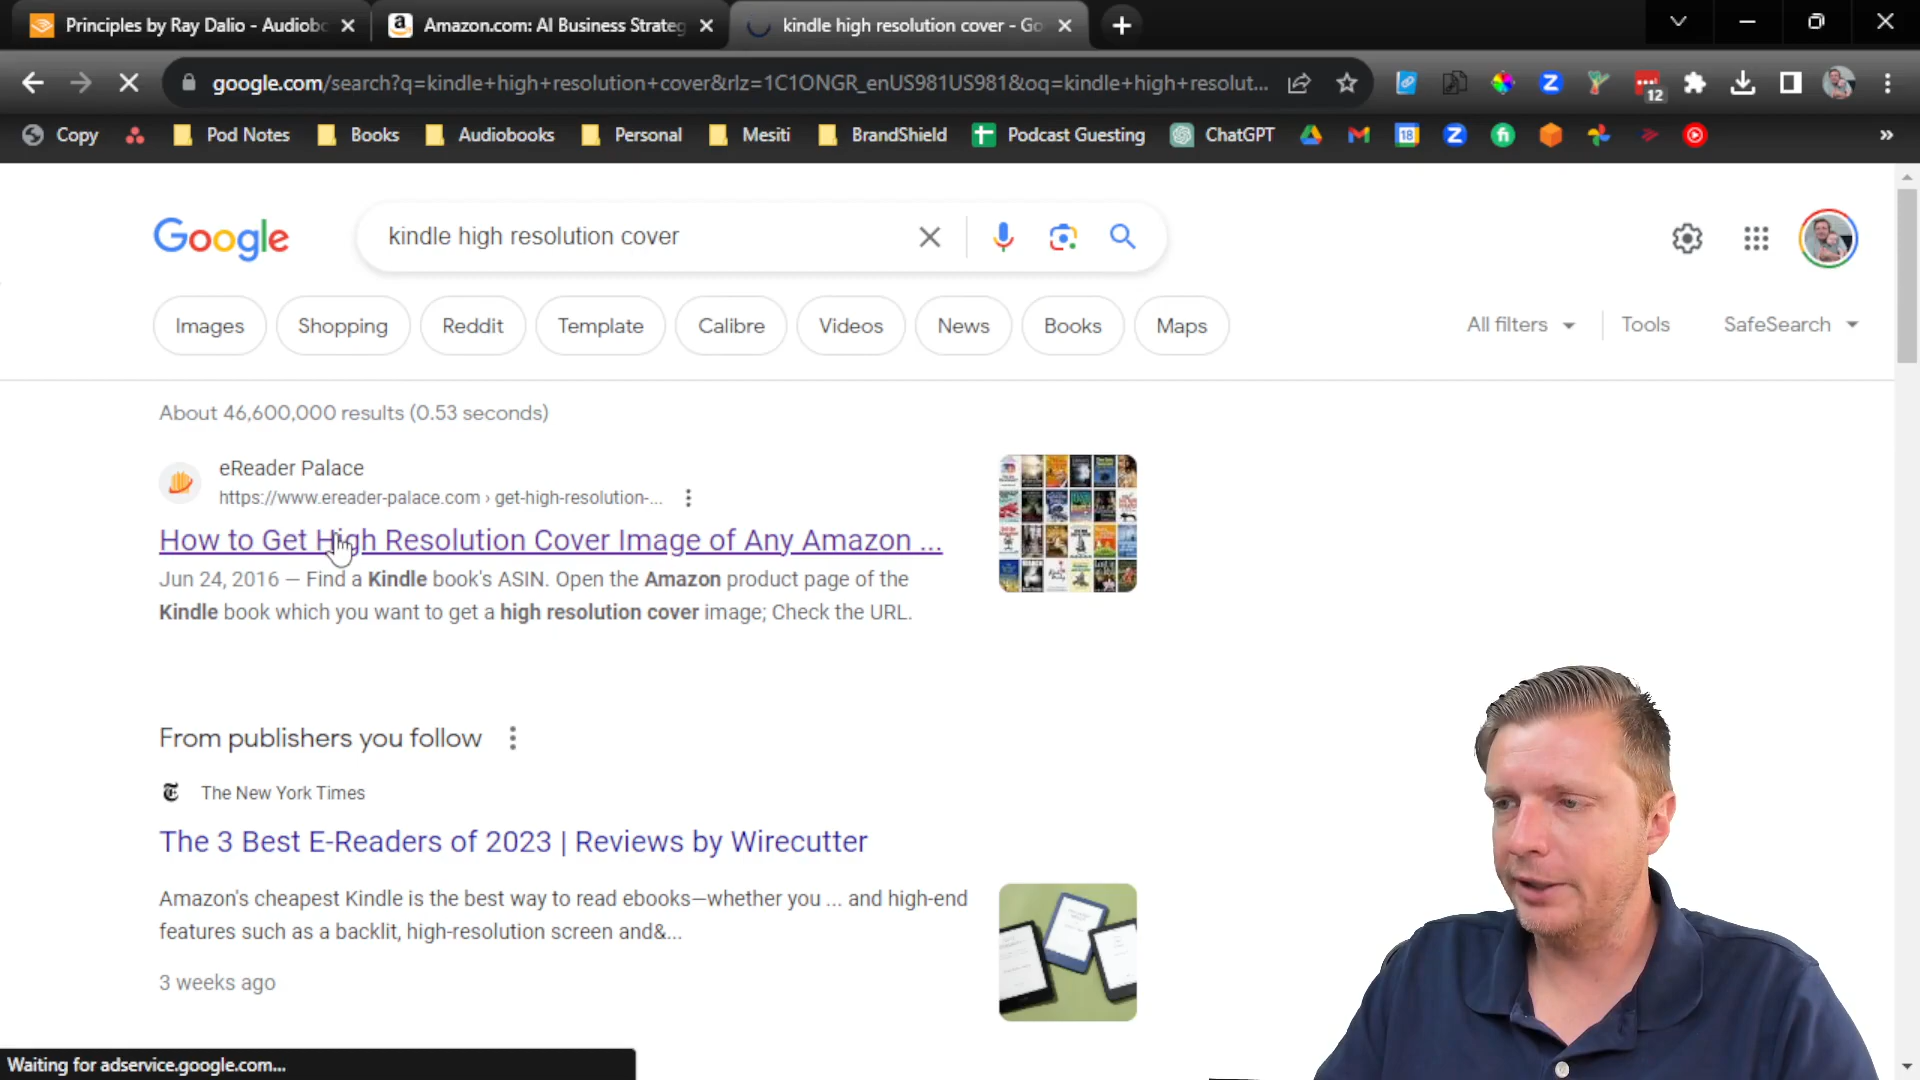 Principles by Ray Dalio - Audiobo
Amazon.com: AI Business Strateg
kindle high resolution cover - Go
google.com/search?q=kindle+high+resolution+cover&rlz=1C1ONGR_enUS981US981&oq=kindle+high+resolut...
12
Copy
Pod Notes
Books
Audiobooks
Personal
Mesiti
BrandShield
Podcast Guesting
ChatGPT
18
Google
kindle high resolution cover
Images
Shopping
Reddit
Template
Calibre
Videos
News
Books
Maps
All filters
Tools
SafeSearch
About 46,600,000 results (0.53 seconds)
eReader Palace
https://www.ereader-palace.com › get-high-resolution-...
How to Get High Resolution Cover Image of Any Amazon ...
Jun 24, 2016 — Find a Kindle book's ASIN. Open the Amazon product page of the
Kindle book which you want to get a high resolution cover image; Check the URL.
From publishers you follow
The New York Times
The 3 Best E-Readers of 2023 | Reviews by Wirecutter
Amazon's cheapest Kindle is the best way to read ebooks—whether you ... and high-end
features such as a backlit, high-resolution screen and&...
3 weeks ago
Waiting for adservice.google.com...